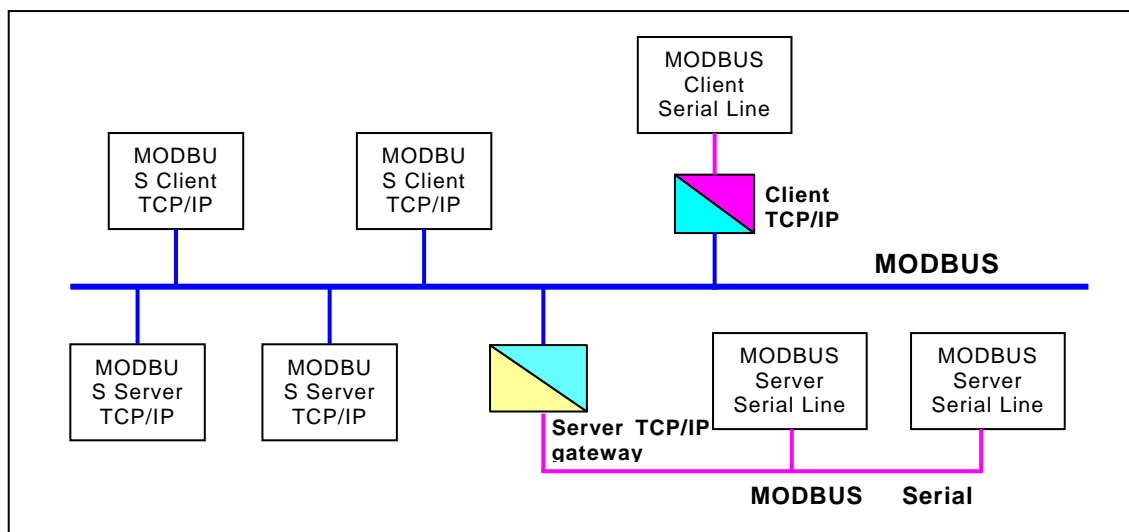 MODBUS
Client
Serial Line
MODBU
S Client
TCP/IP
MODBU
S Client
TCP/IP
Client
TCP/IP
MODBUS
MODBU
S Server
TCP/IP
MODBU
S Server
TCP/IP
Server TCP/IP
gateway
MODBUS
Server
Serial Line
MODBUS
Server
Serial Line
MODBUS Serial